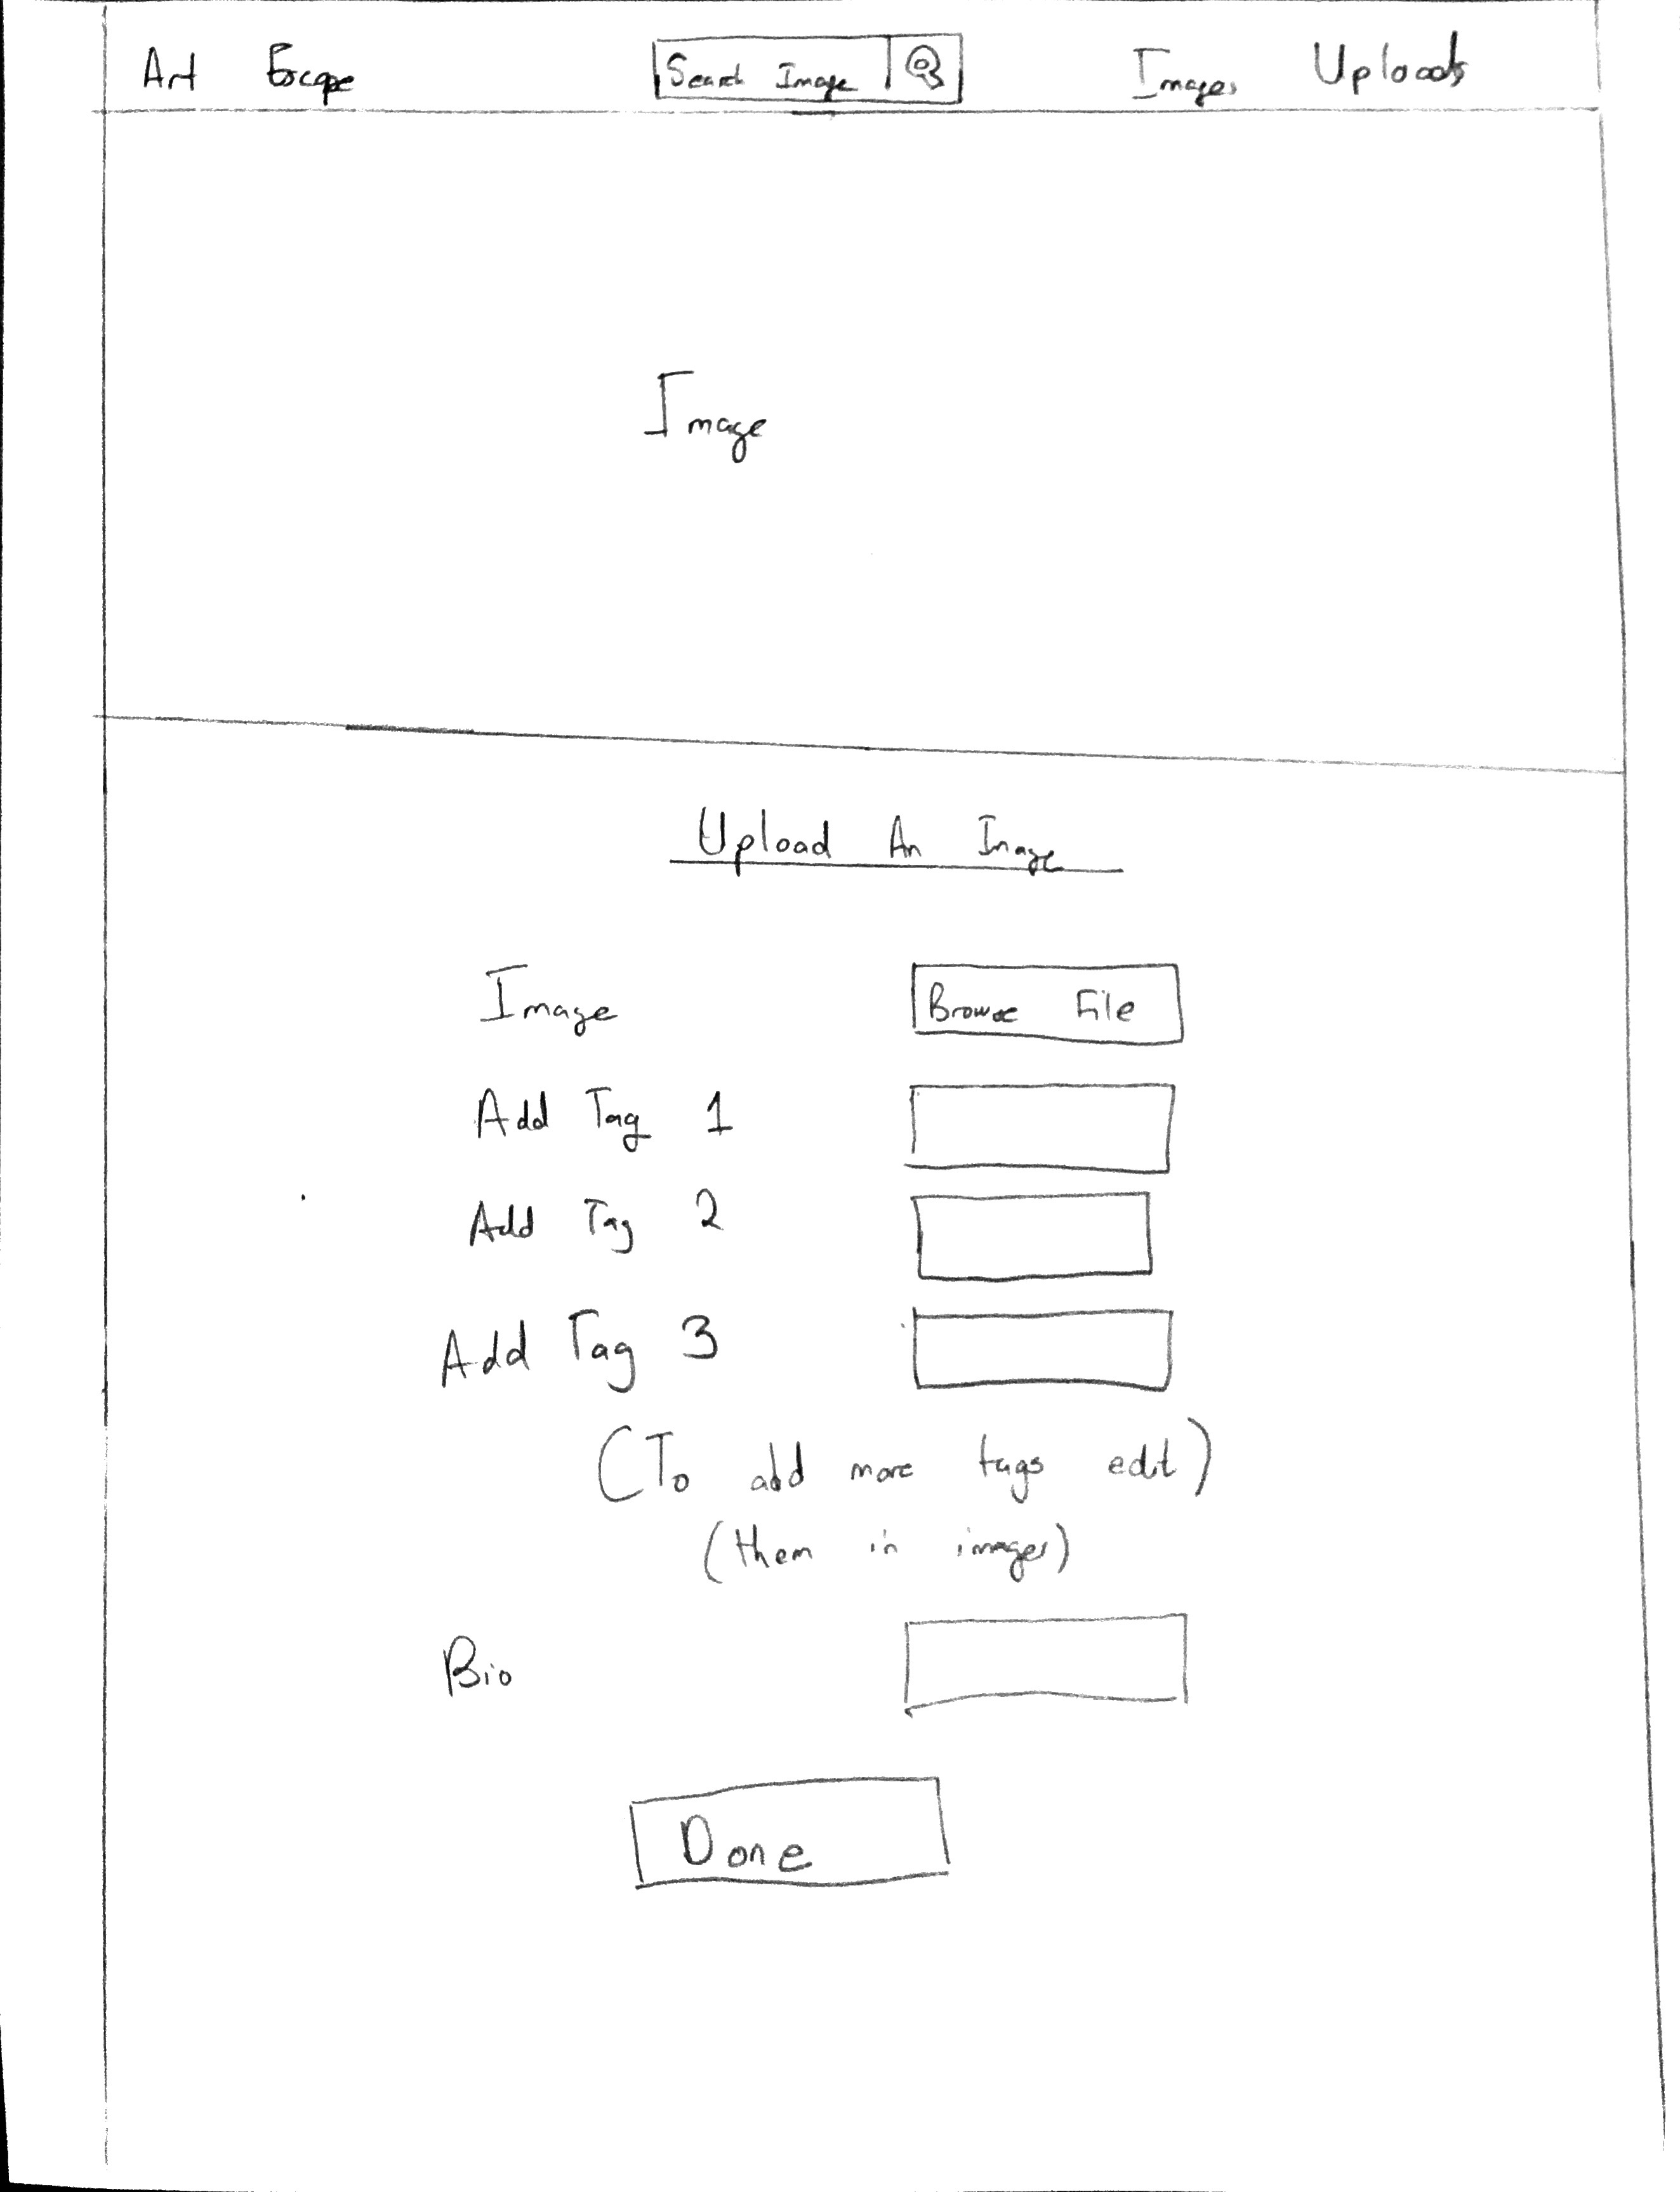 Art Escape Search Image Images Uploads
Image
Upload An Image
Image Browse File
Add Tag 1
Add Tag 2
Add Tag 3
(To add more tags edit)
(them in images)
Bio
Done